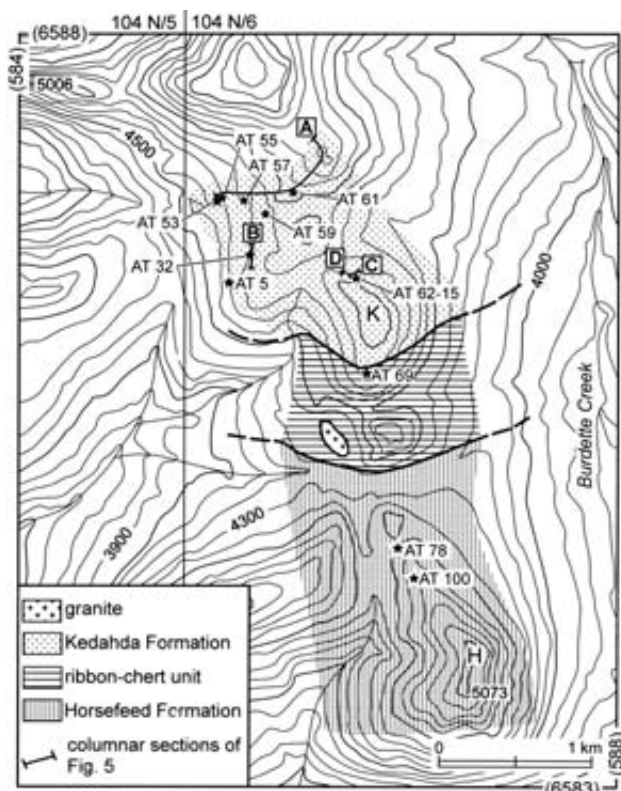 104 N/5 104 N/6
(6588)
(584)
5006
A
4500
AT 55
AT 57
AT 53
AT 61
B
AT 59
D
C
AT 32
AT 5
AT 62-15
4000
K
AT 69
Burdette Creek
4300
3900
AT 78
AT 100
H
5073
granite
Kedahda Formation
ribbon-chert unit
Horsefeed Formation
columnar sections of
Fig. 5
0 1 km
(588)
(6583)